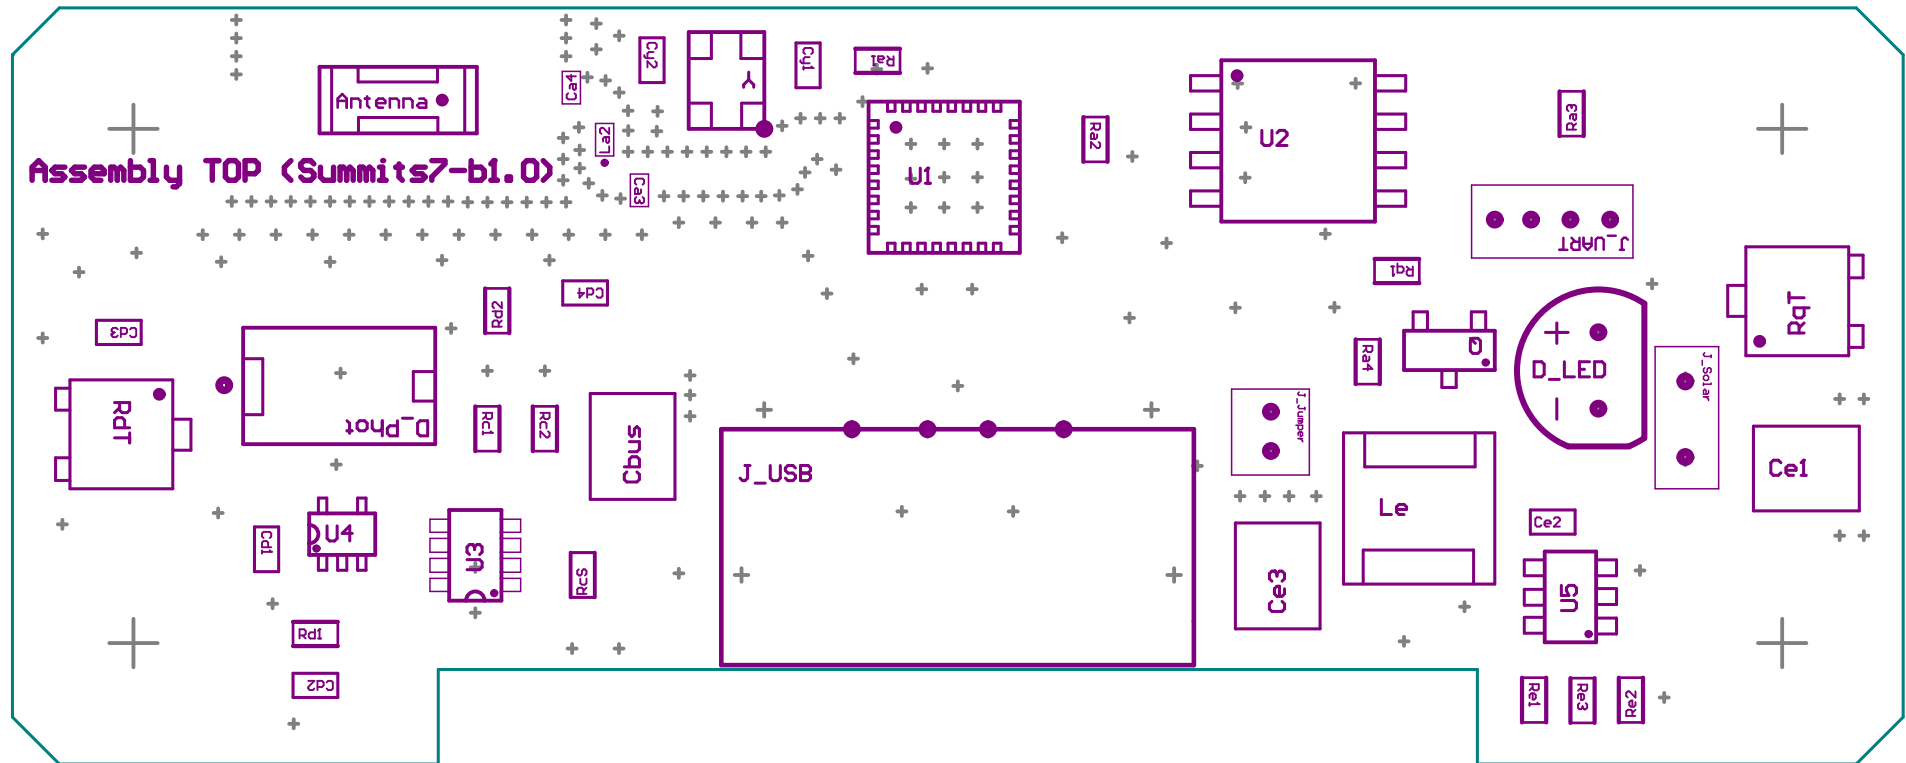 Cy2
Y
Cy1
Ra1
Ca4
Antenna
La2
Ra2
U2
Ra3
Assembly TOP (Summits7-b1.0)
Ca3
U1
J_UART
Rq1
Cd4
Rd2
RqT
Cd3
Q
Ra4
+
D_LED
-
J_Solar
TqT
D_Phot
Rc1
Rc2
Cbus
J_USB
J_Jumper
Ce1
Le
Cd1
U4
U3
RcS
Ce3
Ce2
U5
Rd1
Cd2
Re1
Re3
Re2